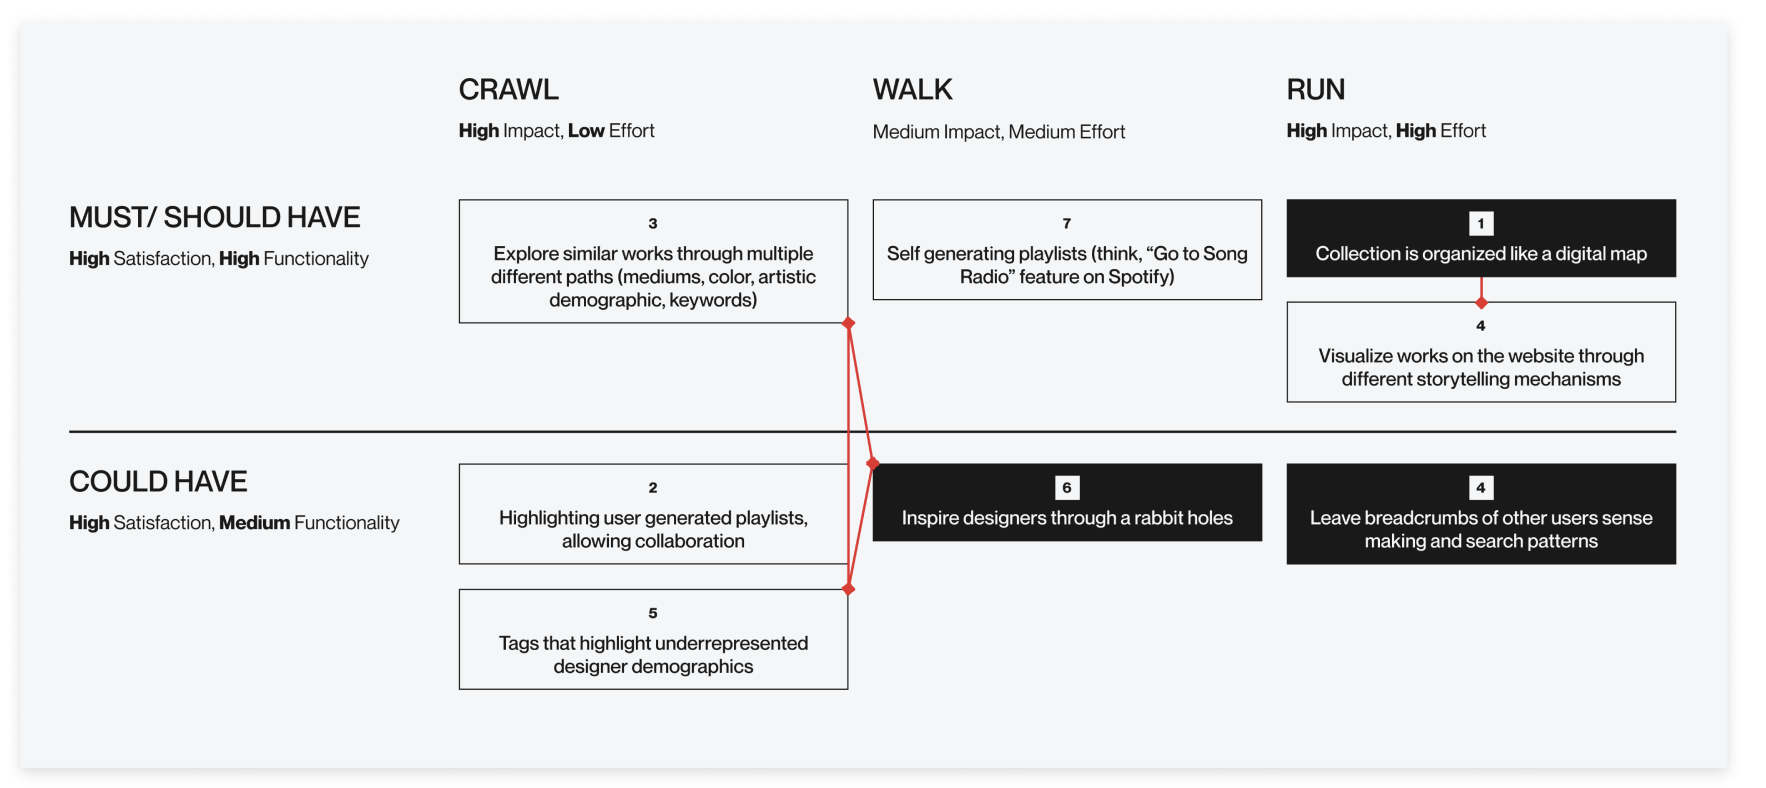 CRAWL
High Impact, Low Effort
WALK
Medium Impact, Medium Effort
RUN
High Impact, High Effort
MUST/ SHOULD HAVE
High Satisfaction, High Functionality
3
Explore similar works through multiple
different paths (mediums, color, artistic
demographic, keywords)
7
Self generating playlists (think, “Go to Song
Radio” feature on Spotify)
1
Collection is organized like a digital map
4
Visualize works on the website through
different storytelling mechanisms
COULD HAVE
High Satisfaction, Medium Functionality
2
Highlighting user generated playlists,
allowing collaboration
5
Tags that highlight underrepresented
designer demographics
6
Inspire designers through a rabbit holes
4
Leave breadcrumbs of other users sense
making and search patterns